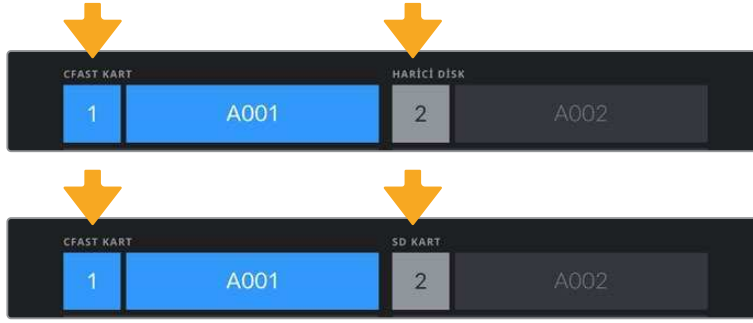 CFAST KART HARİCİ DİSK
1 A001 2 A002
CFAST KART SD KART
1 A001 2 A002